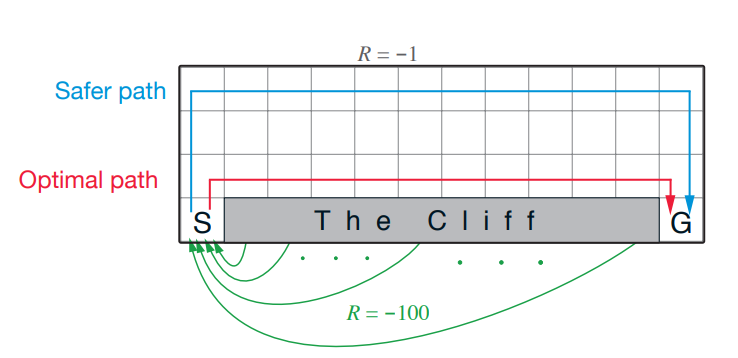 R = −1
Safer path
Optimal path
S
The Cliff
G
R = −100